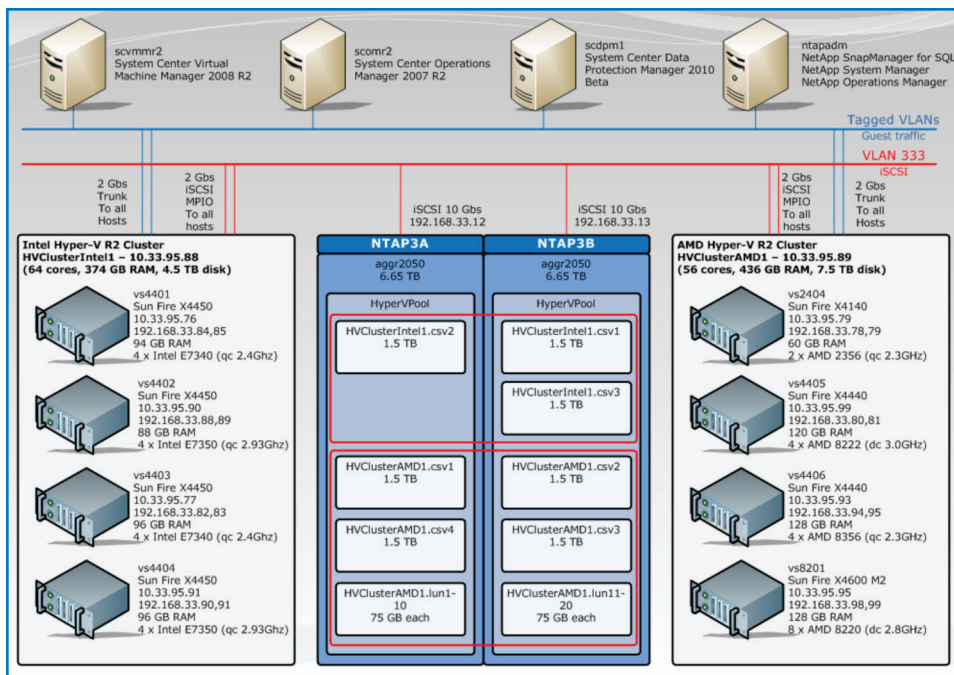 scvmmr2
System Center Virtual
Machine Manager 2008 R2
scomr2
System Center Operations
Manager 2007 R2
scdpm1
System Center Data
Protection Manager 2010
Beta
ntapadm
NetApp SnapManager for SQL
NetApp System Manager
NetApp Operations Manager
Tagged VLANs
Guest traffic
VLAN 333
iSCSI
2 Gbs
Trunk
To all
Hosts
2 Gbs
iSCSI
MPIO
To all
hosts
iSCSI 10 Gbs
192.168.33.12
iSCSI 10 Gbs
192.168.33.13
2 Gbs
iSCSI
MPIO
To all
hosts
2 Gbs
Trunk
To all
Hosts
Intel Hyper-V R2 Cluster
HVClusterIntel1 – 10.33.95.88
(64 cores, 374 GB RAM, 4.5 TB disk)
vs4401
Sun Fire X4450
10.33.95.76
192.168.33.84,85
94 GB RAM
4 x Intel E7340 (qc 2.4Ghz)
vs4402
Sun Fire X4450
10.33.95.90
192.168.33.88,89
88 GB RAM
4 x Intel E7350 (qc 2.93Ghz)
vs4403
Sun Fire X4450
10.33.95.77
192.168.33.82,83
96 GB RAM
4 x Intel E7340 (qc 2.4Ghz)
vs4404
Sun Fire X4450
10.33.95.91
192.168.33.90,91
96 GB RAM
4 x Intel E7350 (qc 2.93Ghz)
NTAP3A
aggr2050
6.65 TB
HyperVPool
HVClusterIntel1.csv2
1.5 TB
HVClusterAMD1.csv1
1.5 TB
HVClusterAMD1.csv4
1.5 TB
HVClusterAMD1.lun1-
10
75 GB each
NTAP3B
aggr2050
6.65 TB
HyperVPool
HVClusterIntel1.csv1
1.5 TB
HVClusterIntel1.csv3
1.5 TB
HVClusterAMD1.csv2
1.5 TB
HVClusterAMD1.csv3
1.5 TB
HVClusterAMD1.lun11-
20
75 GB each
AMD Hyper-V R2 Cluster
HVClusterAMD1 – 10.33.95.89
(56 cores, 436 GB RAM, 7.5 TB disk)
vs2404
Sun Fire X4140
10.33.95.79
192.168.33.78,79
60 GB RAM
2 x AMD 2356 (qc 2.3GHz)
vs4405
Sun Fire X4440
10.33.95.99
192.168.33.80,81
120 GB RAM
4 x AMD 8222 (dc 3.0GHz)
vs4406
Sun Fire X4440
10.33.95.93
192.168.33.94,95
128 GB RAM
4 x AMD 8356 (qc 2.3GHz)
vs8201
Sun Fire X4600 M2
10.33.95.95
192.168.33.98,99
128 GB RAM
8 x AMD 8220 (dc 2.8GHz)